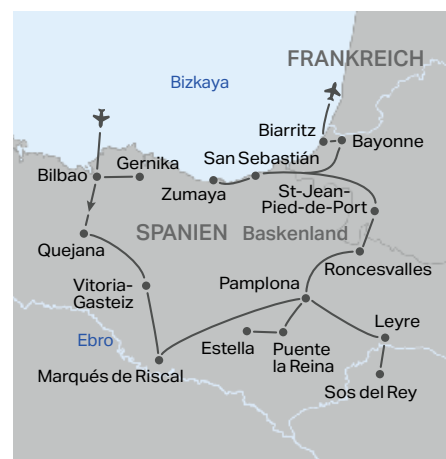 FRANKREICH
Bizkaya
Biarritz
Bayonne
Gernika
San Sebastián
Bilbao
Zumaya
St-Jean-
Pied-de-Port
SPANIEN
Baskenland
Quejana
Roncesvalles
Vitoria-
Gasteiz
Pamplona
Leyre
Ebro
Estella
Puente
la Reina
Marqués de Riscal
Sos del Rey